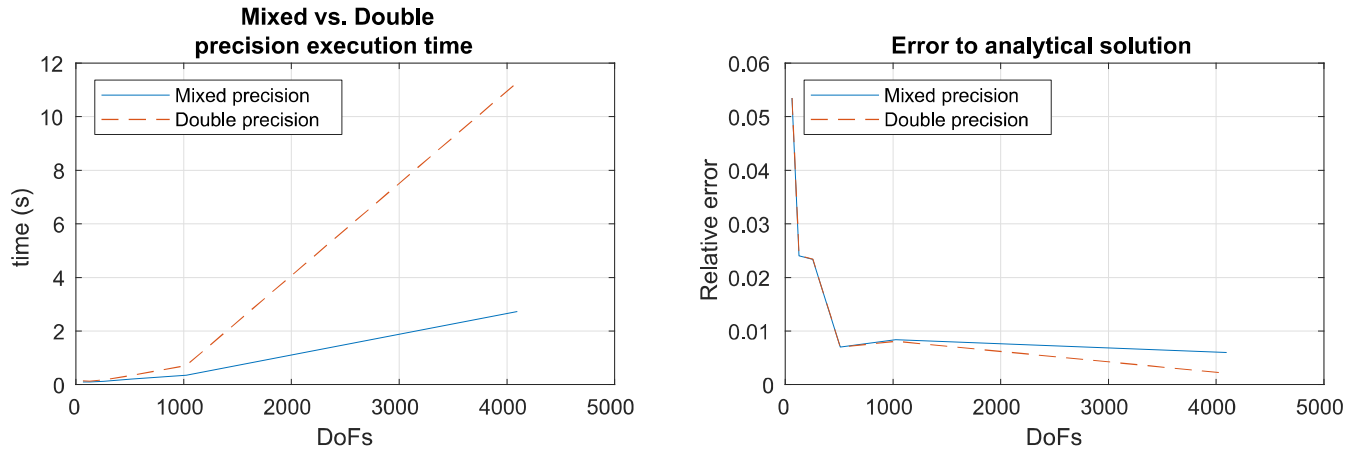 Mixed vs. Double
precision execution time
12
10
8
6
4
2
0
time (s)
Mixed precision
Double precision
0 1000 2000 3000 4000 5000
DoFs
Error to analytical solution
0.06
0.05
0.04
0.03
0.02
0.01
0
Relative error
Mixed precision
Double precision
0 1000 2000 3000 4000 5000
DoFs